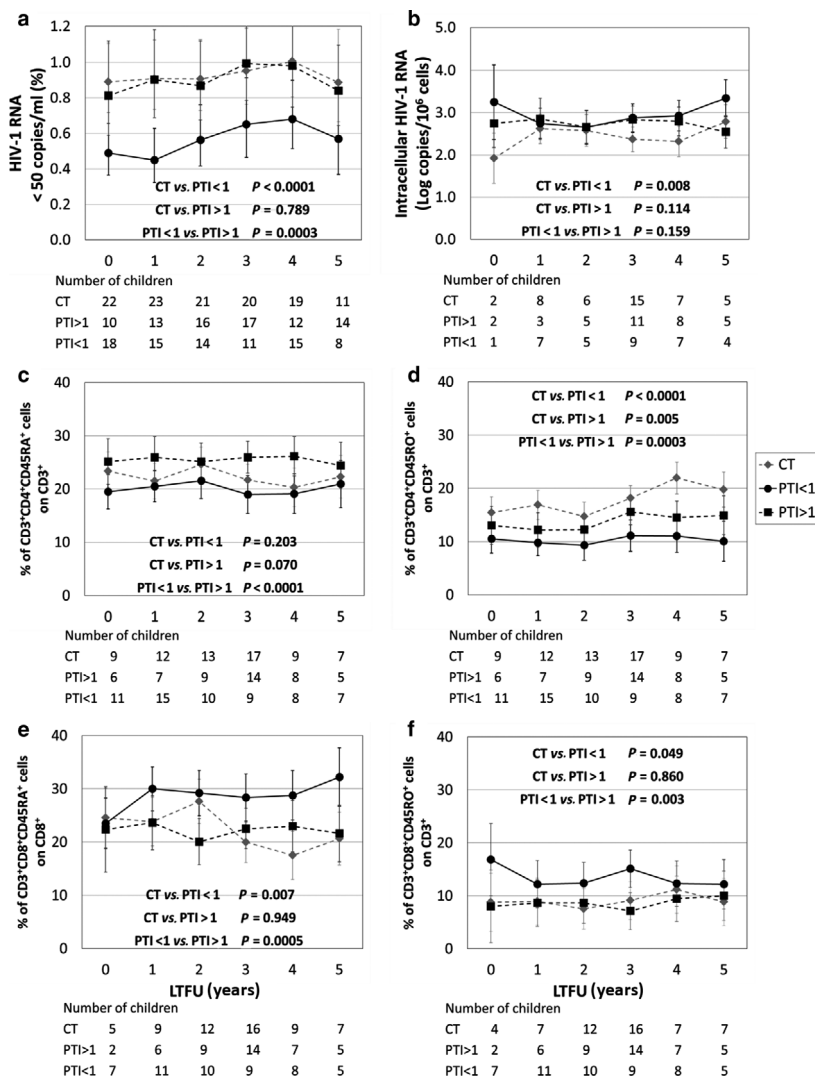 a
HIV-1 RNA
< 50 copies/ml (%)
1.2
1.0
0.8
0.6
0.4
0.2
0.0
CT vs. PTI < 1 P < 0.0001
CT vs. PTI > 1 P = 0.789
PTI < 1 vs. PTI > 1 P = 0.0003
0 1 2 3 4 5
Number of children
CT 22 23 21 20 19 11
PTI>1 10 13 16 17 12 14
PTI<1 18 15 14 11 15 8
b
Intracellular HIV-1 RNA
(Log copies/10⁶ cells)
5.0
4.0
3.0
2.0
1.0
0.0
CT vs. PTI < 1 P = 0.008
CT vs. PTI > 1 P = 0.114
PTI < 1 vs. PTI > 1 P = 0.159
0 1 2 3 4 5
Number of children
CT 2 8 6 15 7 5
PTI>1 2 3 5 11 8 5
PTI<1 1 7 5 9 7 4
c
% of CD3⁺CD4⁺CD45RA⁺ cells
on CD3⁺
40
30
20
10
0
CT vs. PTI < 1 P = 0.203
CT vs. PTI > 1 P = 0.070
PTI < 1 vs. PTI > 1 P < 0.0001
0 1 2 3 4 5
Number of children
CT 9 12 13 17 9 7
PTI>1 6 7 9 14 8 5
PTI<1 11 15 10 9 8 7
d
% of CD3⁺CD4⁺CD45RO⁺ cells
on CD3⁺
40
30
20
10
0
CT vs. PTI < 1 P < 0.0001
CT vs. PTI > 1 P = 0.005
PTI < 1 vs. PTI > 1 P = 0.0003
0 1 2 3 4 5
Number of children
CT 9 12 13 17 9 7
PTI>1 6 7 9 14 8 5
PTI<1 11 15 10 9 8 7
CT
PTI<1
PTI>1
e
% of CD3⁺CD8⁺CD45RA⁺ cells
on CD8⁺
40
30
20
10
0
CT vs. PTI < 1 P = 0.007
CT vs. PTI > 1 P = 0.949
PTI < 1 vs. PTI > 1 P = 0.0005
0 1 2 3 4 5
LTFU (years)
Number of children
CT 5 9 12 16 9 7
PTI>1 2 6 9 14 7 5
PTI<1 7 11 10 9 8 7
f
% of CD3⁺CD8⁺CD45RO⁺ cells
on CD3⁺
40
30
20
10
0
CT vs. PTI < 1 P = 0.049
CT vs. PTI > 1 P = 0.860
PTI < 1 vs. PTI > 1 P = 0.003
0 1 2 3 4 5
LTFU (years)
Number of children
CT 4 7 12 16 7 7
PTI>1 2 6 9 14 7 5
PTI<1 7 11 10 9 8 5